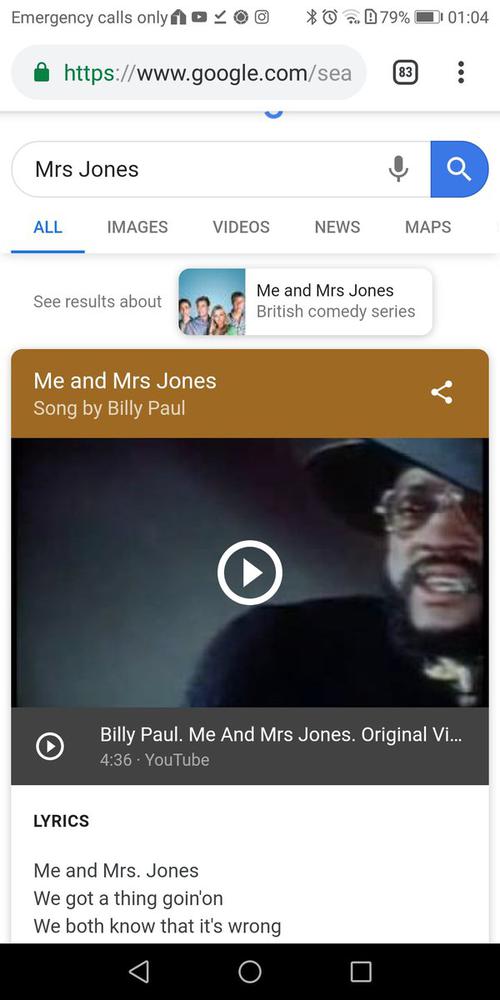 Emergency calls only 79% 01:04
https://www.google.com/sea 83
Mrs Jones
ALL IMAGES VIDEOS NEWS MAPS
See results about
Me and Mrs Jones
British comedy series
Me and Mrs Jones
Song by Billy Paul
Billy Paul. Me And Mrs Jones. Original Vi...
4:36 · YouTube
LYRICS
Me and Mrs. Jones
We got a thing goin'on
We both know that it's wrong